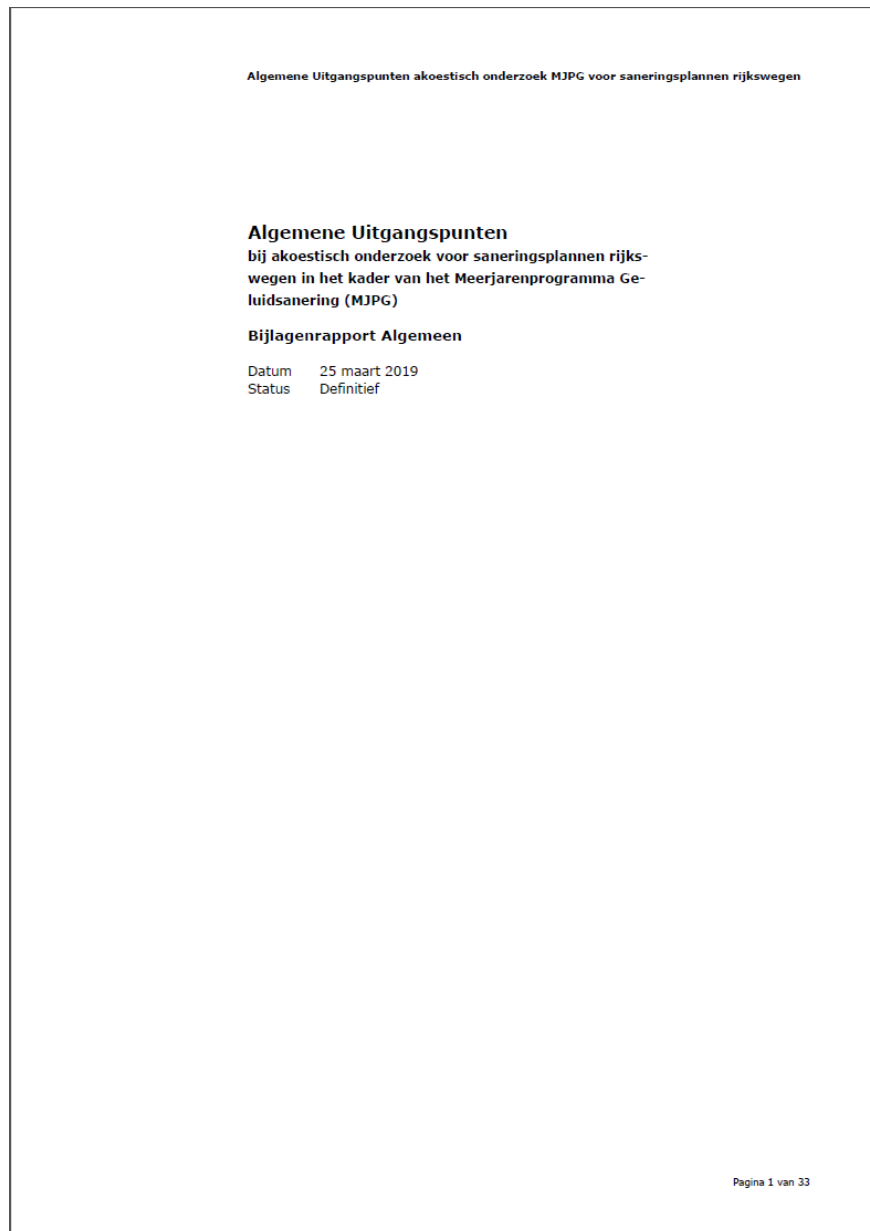 Algemene Uitgangspunten akoestisch onderzoek MJPG voor saneringsplannen rijkswegen
Algemene Uitgangspunten
bij akoestisch onderzoek voor saneringsplannen rijks-
wegen in het kader van het Meerjarenprogramma Ge-
luidsanering (MJPG)
Bijlagenrapport Algemeen
Datum 25 maart 2019
Status Definitief
Pagina 1 van 33